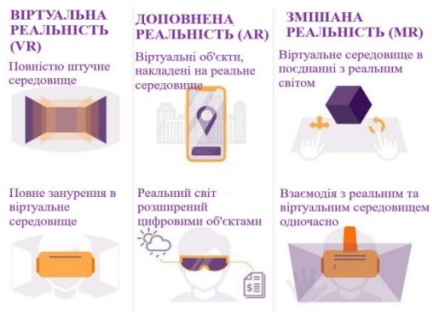 ВІРТУАЛЬНА
РЕАЛЬНІСТЬ
(VR)
Повністю штучне
середовище
Повне занурення в
віртуальне
середовище
ДОПОВНЕНА
РЕАЛЬНІСТЬ (AR)
Віртуальні об'єкти,
накладені на реальне
середовище
Реальний світ
розширений
цифровими об'єктами
ЗМІШАНА
РЕАЛЬНІСТЬ (MR)
Віртуальне середовище в
поєднанні з реальним
світом
Взаємодія з реальним та
віртуальним середовищем
одночасно